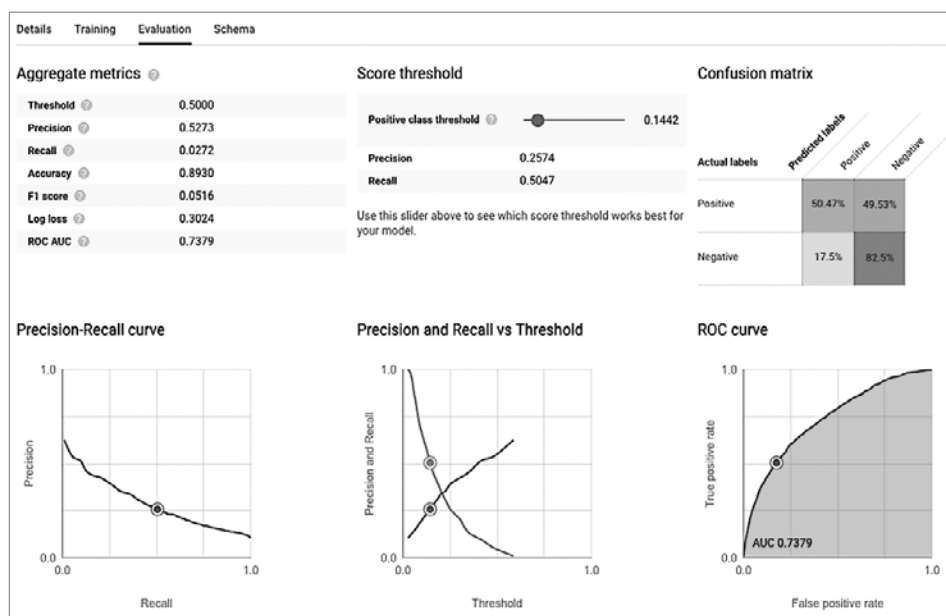 Details Training Evaluation Schema
Aggregate metrics
Threshold 0.5000
Precision 0.5273
Recall 0.0272
Accuracy 0.8930
F1 score 0.0516
Log loss 0.3024
ROC AUC 0.7379
Score threshold
Positive class threshold 0.1442
Precision 0.2574
Recall 0.5047
Use this slider above to see which score threshold works best for
your model.
Confusion matrix
Predicted labels
Positive
Negative
Actual labels
Positive 50.47% 49.53%
Negative 17.5% 82.5%
Precision-Recall curve
1.0
Precision
0.0
0.0 1.0
Recall
Precision and Recall vs Threshold
1.0
Precision and Recall
0.0
0.0 1.0
Threshold
ROC curve
1.0
True positive rate
AUC 0.7379
0.0
0.0 1.0
False positive rate